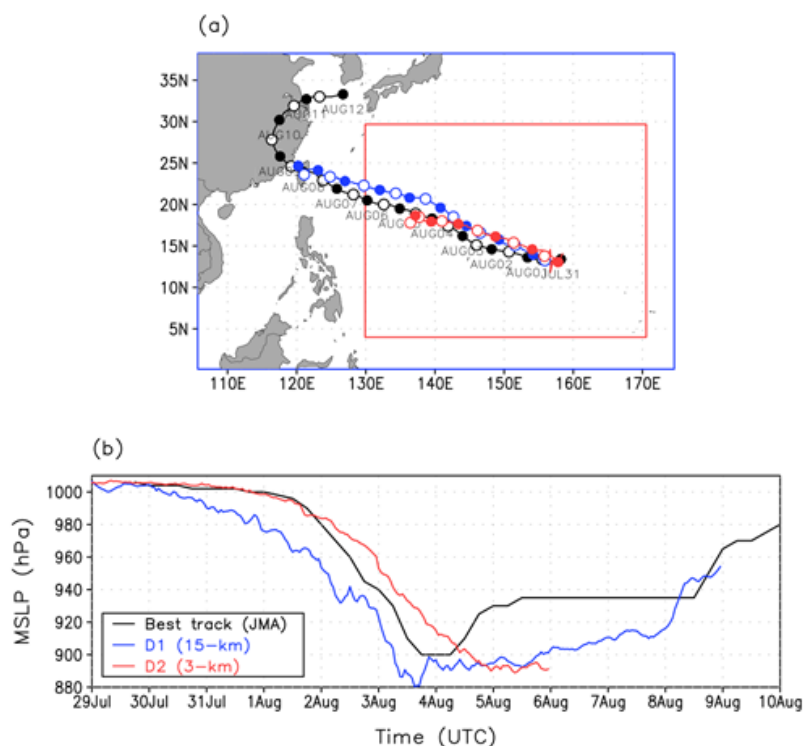 (a)
35N
30N
25N
20N
15N
10N
5N
110E 120E 130E 140E 150E 160E 170E
AUG12
AUG11
AUG10
AUG08
AUG07
AUG06
AUG04
AUG03
AUG02
JUL31
(b)
MSLP (hPa)
1000
980
960
940
920
900
880
Best track (JMA)
D1 (15-km)
D2 (3-km)
29Jul 30Jul 31Jul 1Aug 2Aug 3Aug 4Aug 5Aug 6Aug 7Aug 8Aug 9Aug 10Aug
Time (UTC)